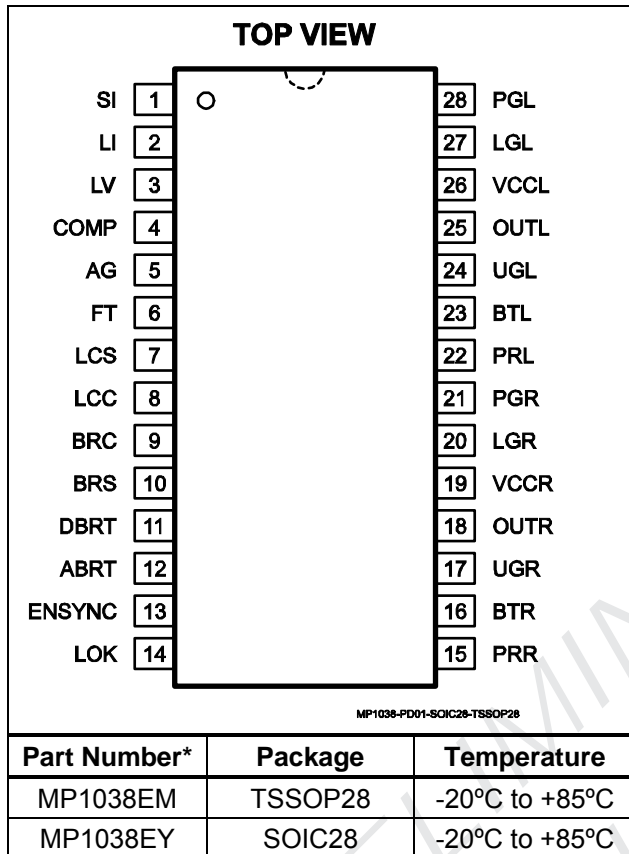 TOP VIEW
SI 1 28 PGL
LI 2 27 LGL
LV 3 26 VCCL
COMP 4 25 OUTL
AG 5 24 UGL
FT 6 23 BTL
LCS 7 22 PRL
LCC 8 21 PGR
BRC 9 20 LGR
BRS 10 19 VCCR
DBRT 11 18 OUTR
ABRT 12 17 UGR
ENSYNC 13 16 BTR
LOK 14 15 PRR
MP1038-PD01-SOIC28-TSSOP28
Part Number* Package Temperature
MP1038EM TSSOP28 -20ºC to +85ºC
MP1038EY SOIC28 -20ºC to +85ºC